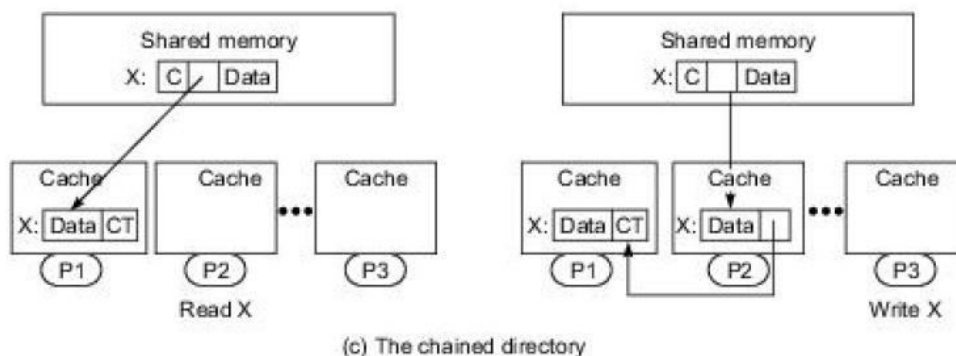 Shared memory
X: C Data
Cache Cache Cache
X: Data CT
P1 P2 P3
Read X
Shared memory
X: C Data
Cache Cache Cache
X: Data CT X: Data
P1 P2 P3
Write X
(c) The chained directory